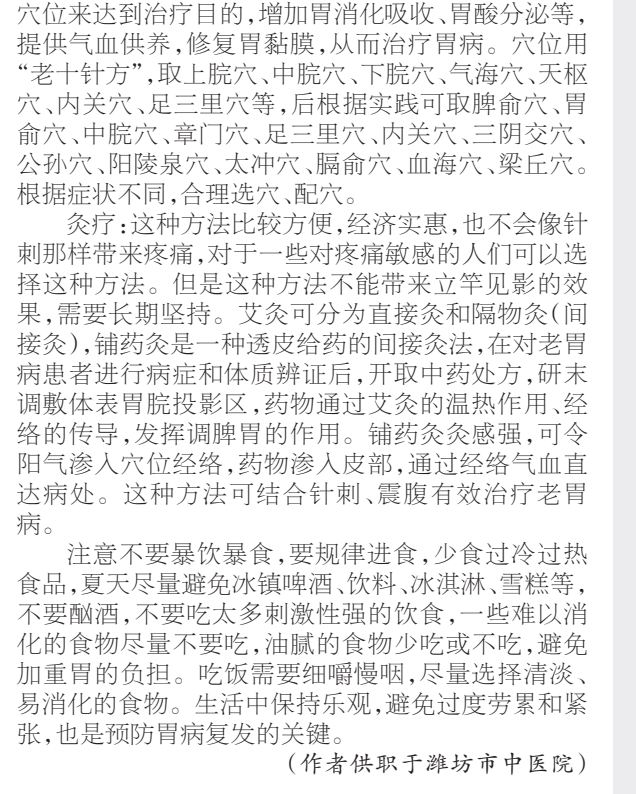 穴位来达到治疗目的，增加胃消化吸收、胃酸分泌等，
提供气血供养，修复胃黏膜，从而治疗胃病。穴位用
“老十针方”，取上脘穴、中脘穴、下脘穴、气海穴、天枢
穴、内关穴、足三里穴等，后根据实践可取脾俞穴、胃
俞穴、中脘穴、章门穴、足三里穴、内关穴、三阴交穴、
公孙穴、阳陵泉穴、太冲穴、膈俞穴、血海穴、梁丘穴。
根据症状不同，合理选穴、配穴。
灸疗：这种方法比较方便，经济实惠，也不会像针
刺那样带来疼痛，对于一些对疼痛敏感的人们可以选
择这种方法。但是这种方法不能带来立竿见影的效
果，需要长期坚持。艾灸可分为直接灸和隔物灸（间
接灸），铺药灸是一种透皮给药的间接灸法，在对老胃
病患者进行病症和体质辨证后，开取中药处方，研末
调敷体表胃脘投影区，药物通过艾灸的温热作用、经
络的传导，发挥调脾胃的作用。铺药灸灸感强，可令
阳气渗入穴位经络，药物渗入皮部，通过经络气血直
达病处。这种方法可结合针刺、震腹有效治疗老胃
病。
注意不要暴饮暴食，要规律进食，少食过冷过热
食品，夏天尽量避免冰镇啤酒、饮料、冰淇淋、雪糕等，
不要酗酒，不要吃太多刺激性强的饮食，一些难以消
化的食物尽量不要吃，油腻的食物少吃或不吃，避免
加重胃的负担。吃饭需要细嚼慢咽，尽量选择清淡、
易消化的食物。生活中保持乐观，避免过度劳累和紧
张，也是预防胃病复发的关键。
（作者供职于潍坊市中医院）